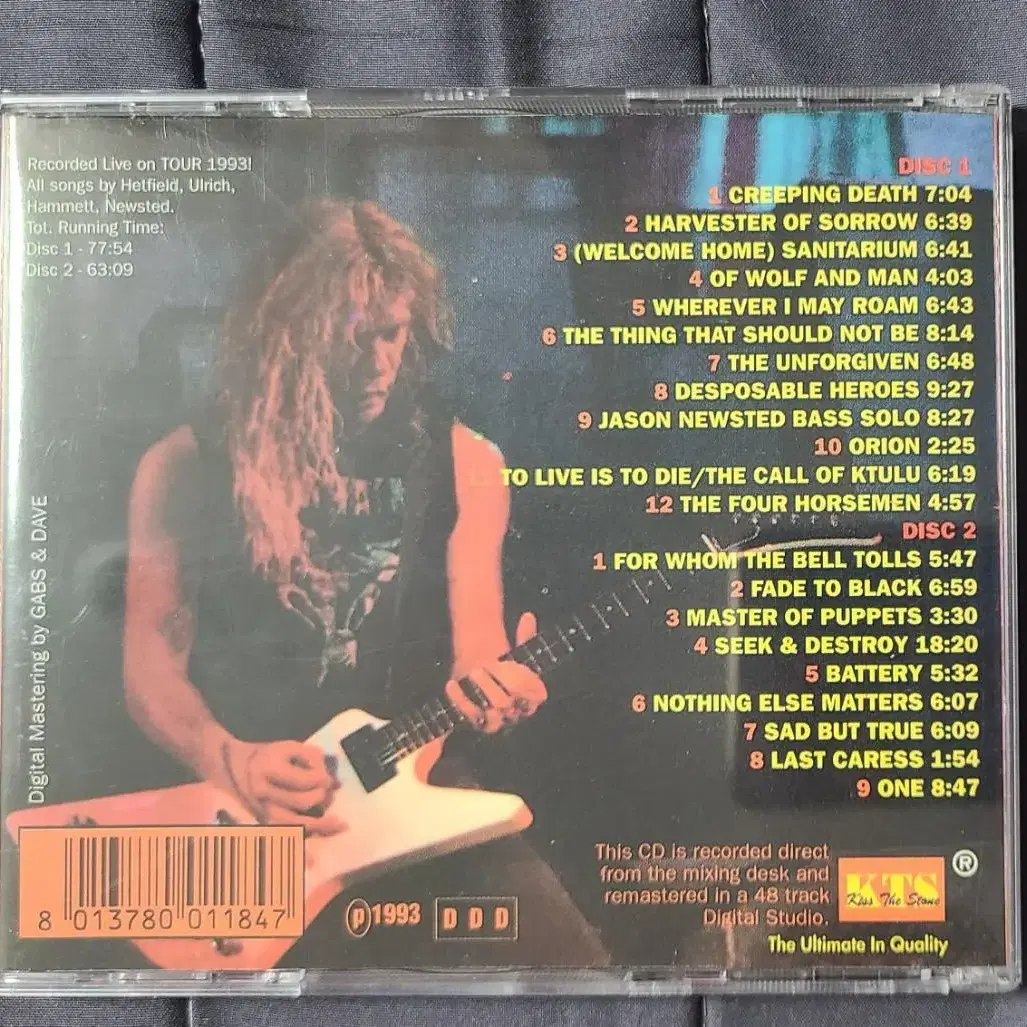 Recorded Live on TOUR 1993!
All songs by Hetfield, Ulrich,
Hammett, Newsted.
Tot. Running Time:
Disc 1 - 77:54
Disc 2 - 63:09
DISC 1
1 CREEPING DEATH 7:04
2 HARVESTER OF SORROW 6:39
3 (WELCOME HOME) SANITARIUM 6:41
4 OF WOLF AND MAN 4:03
5 WHEREVER I MAY ROAM 6:43
6 THE THING THAT SHOULD NOT BE 8:14
7 THE UNFORGIVEN 6:48
8 DESPOSABLE HEROES 9:27
9 JASON NEWSTED BASS SOLO 8:27
10 ORION 2:25
TO LIVE IS TO DIE/THE CALL OF KTULU 6:19
12 THE FOUR HORSEMEN 4:57
DISC 2
1 FOR WHOM THE BELL TOLLS 5:47
2 FADE TO BLACK 6:59
3 MASTER OF PUPPETS 3:30
4 SEEK & DESTROY 18:20
5 BATTERY 5:32
6 NOTHING ELSE MATTERS 6:07
7 SAD BUT TRUE 6:09
8 LAST CARESS 1:54
9 ONE 8:47
Digital Mastering by GABS & DAVE
8 013780 011847
℗1993
D D D
This CD is recorded direct
from the mixing desk and
remastered in a 48 track
Digital Studio.
KTS
Kiss The Stone
®
The Ultimate In Quality